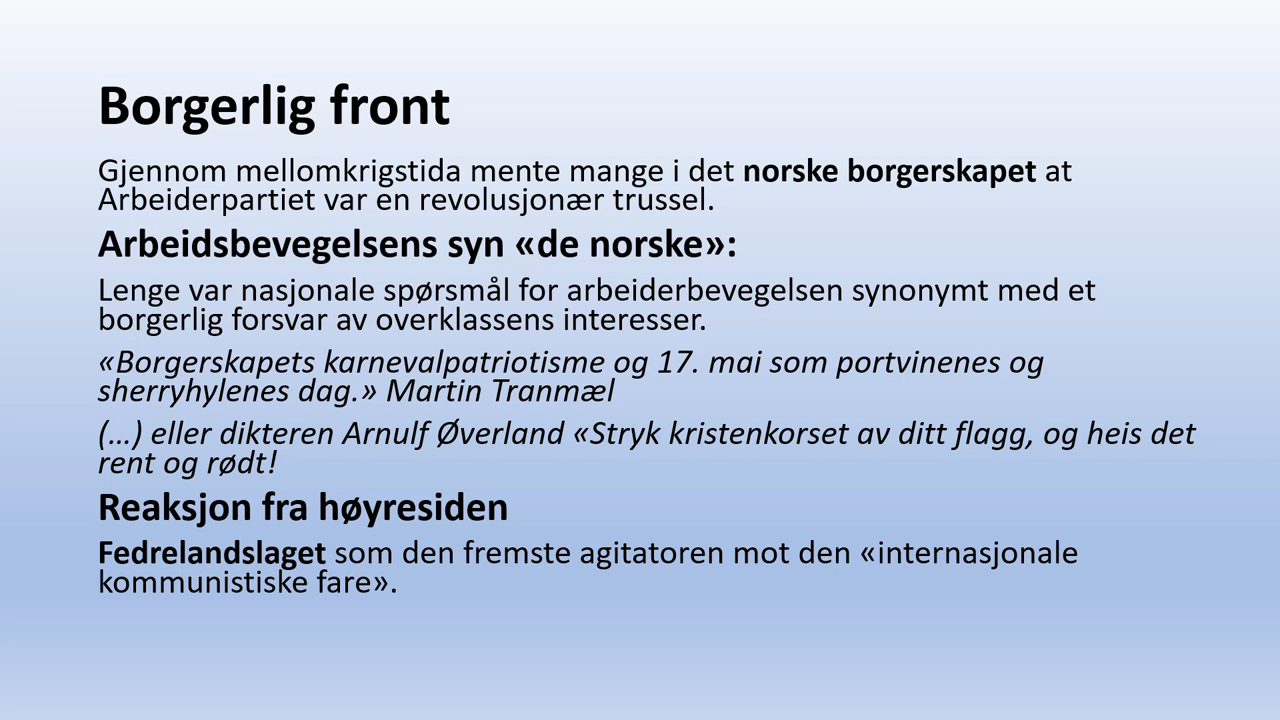 Borgerlig front
Gjennom mellomkrigstida mente mange i det norske borgerskapet at
Arbeiderpartiet var en revolusjonær trussel.
Arbeidsbevegelsens syn «de norske»:
Lenge var nasjonale spørsmål for arbeiderbevegelsen synonymt med et
borgerlig forsvar av overklassens interesser.
«Borgerskapets karnevalpatriotisme og 17. mai som portvinenes og
sherryhylenes dag.» Martin Tranmæl
(…) eller dikteren Arnulf Øverland «Stryk kristenkorset av ditt flagg, og heis det
rent og rødt!
Reaksjon fra høyresiden
Fedrelandslaget som den fremste agitatoren mot den «internasjonale
kommunistiske fare».